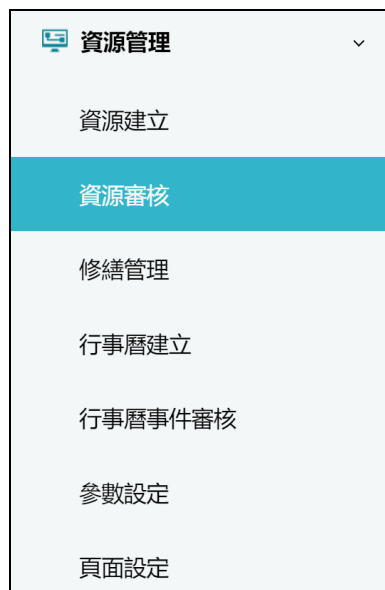 資源管理
資源建立
資源審核
修繕管理
行事曆建立
行事曆事件審核
參數設定
頁面設定